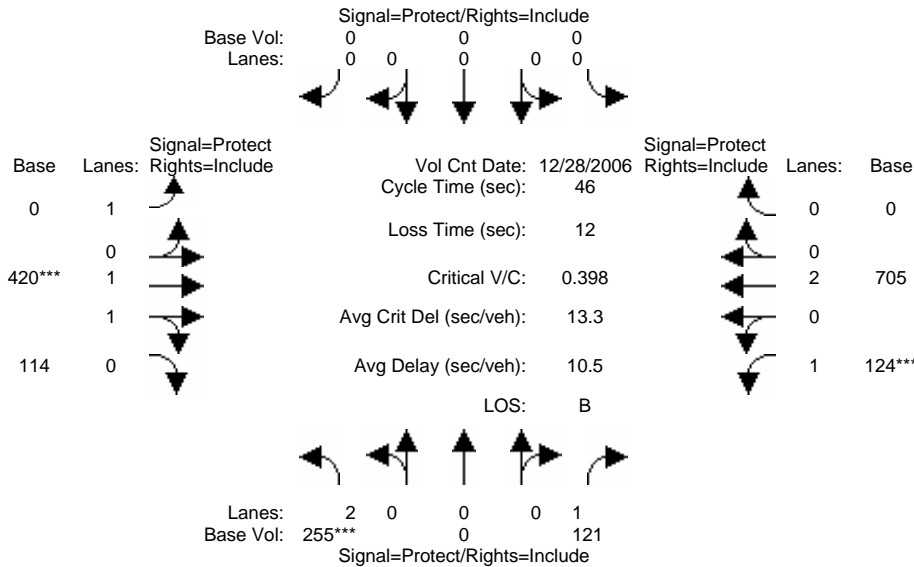 Signal=Protect/Rights=Include
Base Vol: 0 0 0
Lanes: 0 0 0 0 0
Signal=Protect Signal=Protect
Base Lanes: Rights=Include Vol Cnt Date: 12/28/2006 Rights=Include Lanes: Base
Cycle Time (sec): 46
0 1 0 0
Loss Time (sec): 12
0 0
420*** 1 Critical V/C: 0.398 2 705
1 Avg Crit Del (sec/veh): 13.3 0
114 0 Avg Delay (sec/veh): 10.5 1 124***
LOS: B
Lanes: 2 0 0 0 1
Base Vol: 255*** 0 121
Signal=Protect/Rights=Include